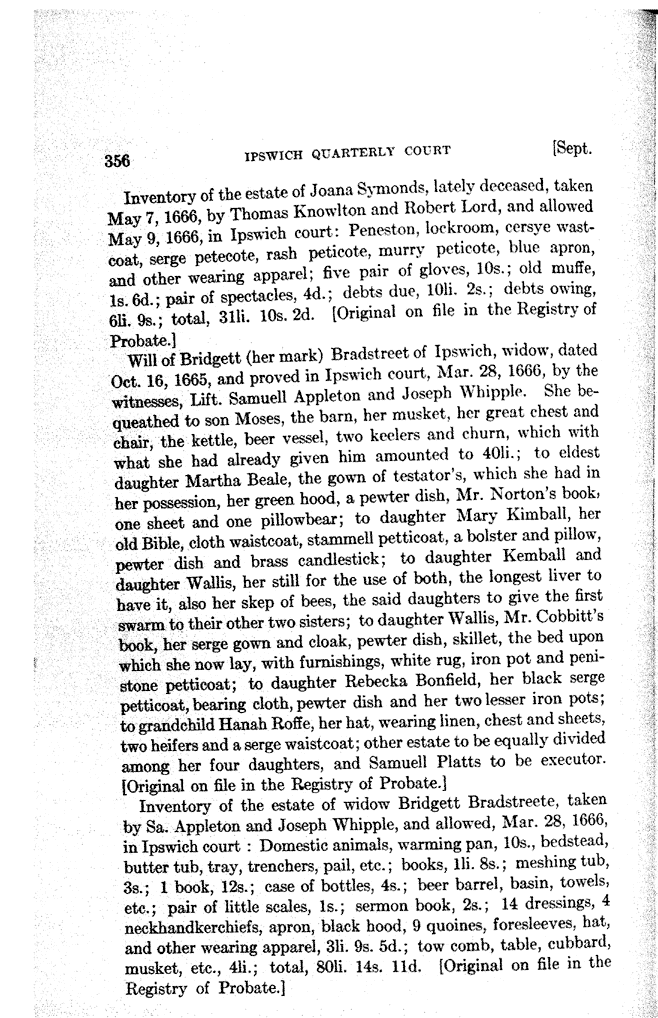 356 IPSWICH QUARTERLY COURT [Sept.
Inventory of the estate of Joana Symonds, lately deceased, taken
May 7, 1666, by Thomas Knowlton and Robert Lord, and allowed
May 9, 1666, in Ipswich court: Peneston, lockroom, cersye wast-
coat, serge petecote, rash peticote, murry peticote, blue apron,
and other wearing apparel; five pair of gloves, 10s.; old muffe,
1s. 6d.; pair of spectacles, 4d.; debts due, 10li. 2s.; debts owing,
6li. 9s.; total, 31li. 10s. 2d. [Original on file in the Registry of
Probate.]
Will of Bridgett (her mark) Bradstreet of Ipswich, widow, dated
Oct. 16, 1665, and proved in Ipswich court, Mar. 28, 1666, by the
witnesses, Lift. Samuell Appleton and Joseph Whipple. She be-
queathed to son Moses, the barn, her musket, her great chest and
chair, the kettle, beer vessel, two keelers and churn, which with
what she had already given him amounted to 40li.; to eldest
daughter Martha Beale, the gown of testator's, which she had in
her possession, her green hood, a pewter dish, Mr. Norton's book,
one sheet and one pillowbear; to daughter Mary Kimball, her
old Bible, cloth waistcoat, stammell petticoat, a bolster and pillow,
pewter dish and brass candlestick; to daughter Kemball and
daughter Wallis, her still for the use of both, the longest liver to
have it, also her skep of bees, the said daughters to give the first
swarm to their other two sisters; to daughter Wallis, Mr. Cobbitt's
book, her serge gown and cloak, pewter dish, skillet, the bed upon
which she now lay, with furnishings, white rug, iron pot and peni-
stone petticoat; to daughter Rebecka Bonfield, her black serge
petticoat, bearing cloth, pewter dish and her two lesser iron pots;
to grandchild Hanah Roffe, her hat, wearing linen, chest and sheets,
two heifers and a serge waistcoat; other estate to be equally divided
among her four daughters, and Samuell Platts to be executor.
[Original on file in the Registry of Probate.]
Inventory of the estate of widow Bridgett Bradstreete, taken
by Sa. Appleton and Joseph Whipple, and allowed, Mar. 28, 1666,
in Ipswich court : Domestic animals, warming pan, 10s., bedstead,
butter tub, tray, trenchers, pail, etc.; books, 1li. 8s.; meshing tub,
3s.; 1 book, 12s.; case of bottles, 4s.; beer barrel, basin, towels,
etc.; pair of little scales, 1s.; sermon book, 2s.; 14 dressings, 4
neckhandkerchiefs, apron, black hood, 9 quoines, foresleeves, hat,
and other wearing apparel, 3li. 9s. 5d.; tow comb, table, cubbard,
musket, etc., 4li.; total, 80li. 14s. 11d. [Original on file in the
Registry of Probate.]